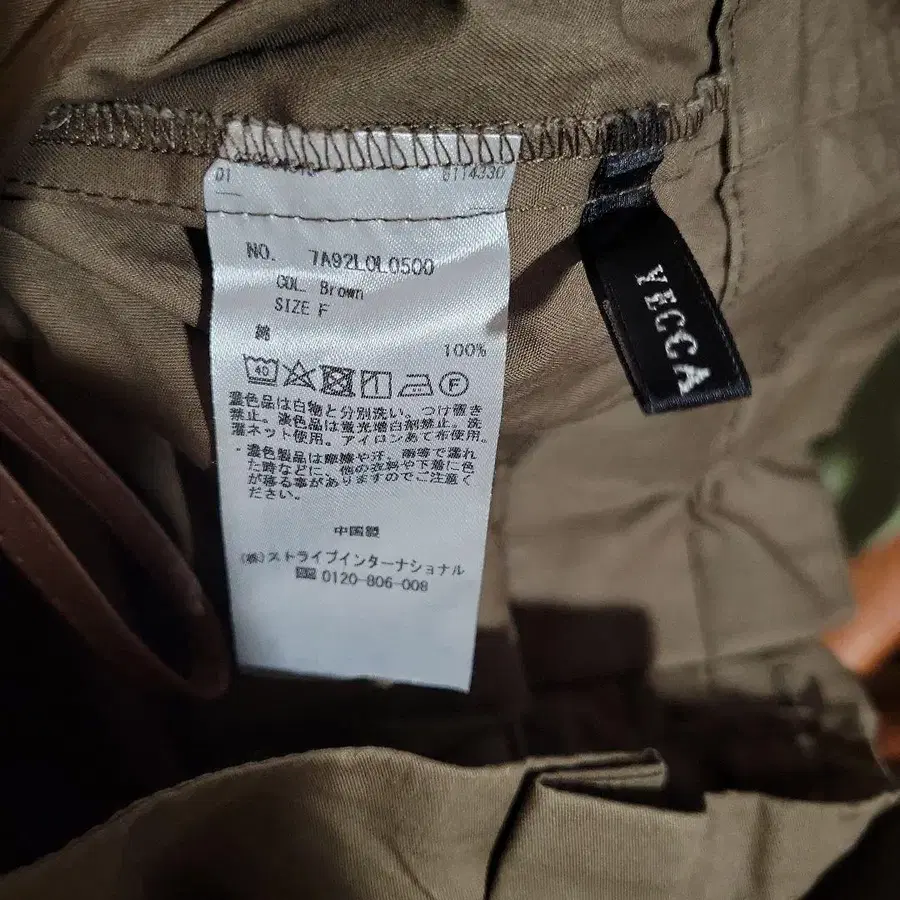 01
8114330
NO. 7A92L0L0500
COL. Brown
SIZE F
綿
100%
40
F
濃色品は白物と分別洗い。つけ置き
禁止。淡色品は蛍光増白剤禁止。洗
濯ネット使用。アイロンあて布使用。
・濃色製品は摩擦や汗、雨等で濡れ
た時などに、他の衣料や下着に色
が移る事がありますのでご注意く
ださい。
中国製
(株)ストライプインターナショナル
0120-806-008
YECCA